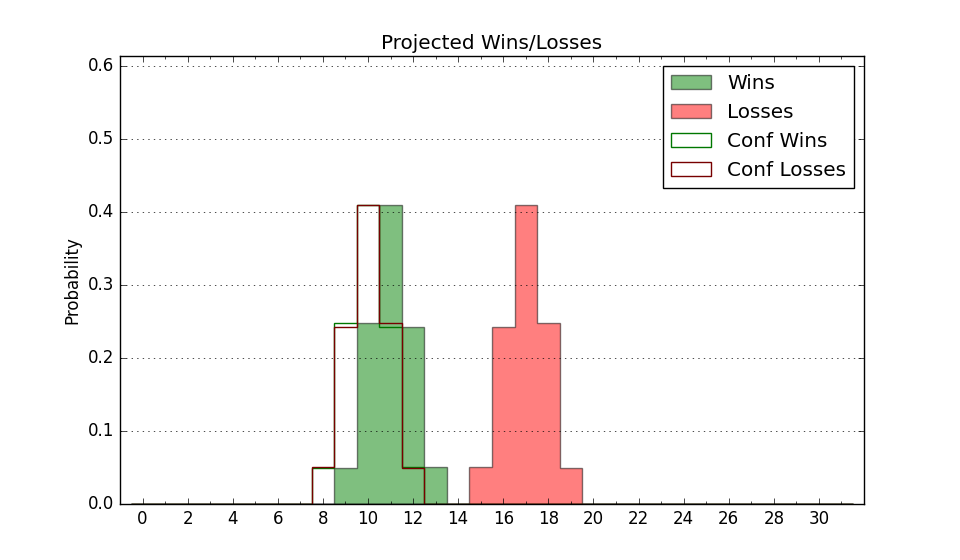 Projected Wins/Losses
0.6
0.5
0.4
0.3
0.2
0.1
0.0
Probability
Wins
Losses
Conf Wins
Conf Losses
0 2 4 6 8 10 12 14 16 18 20 22 24 26 28 30